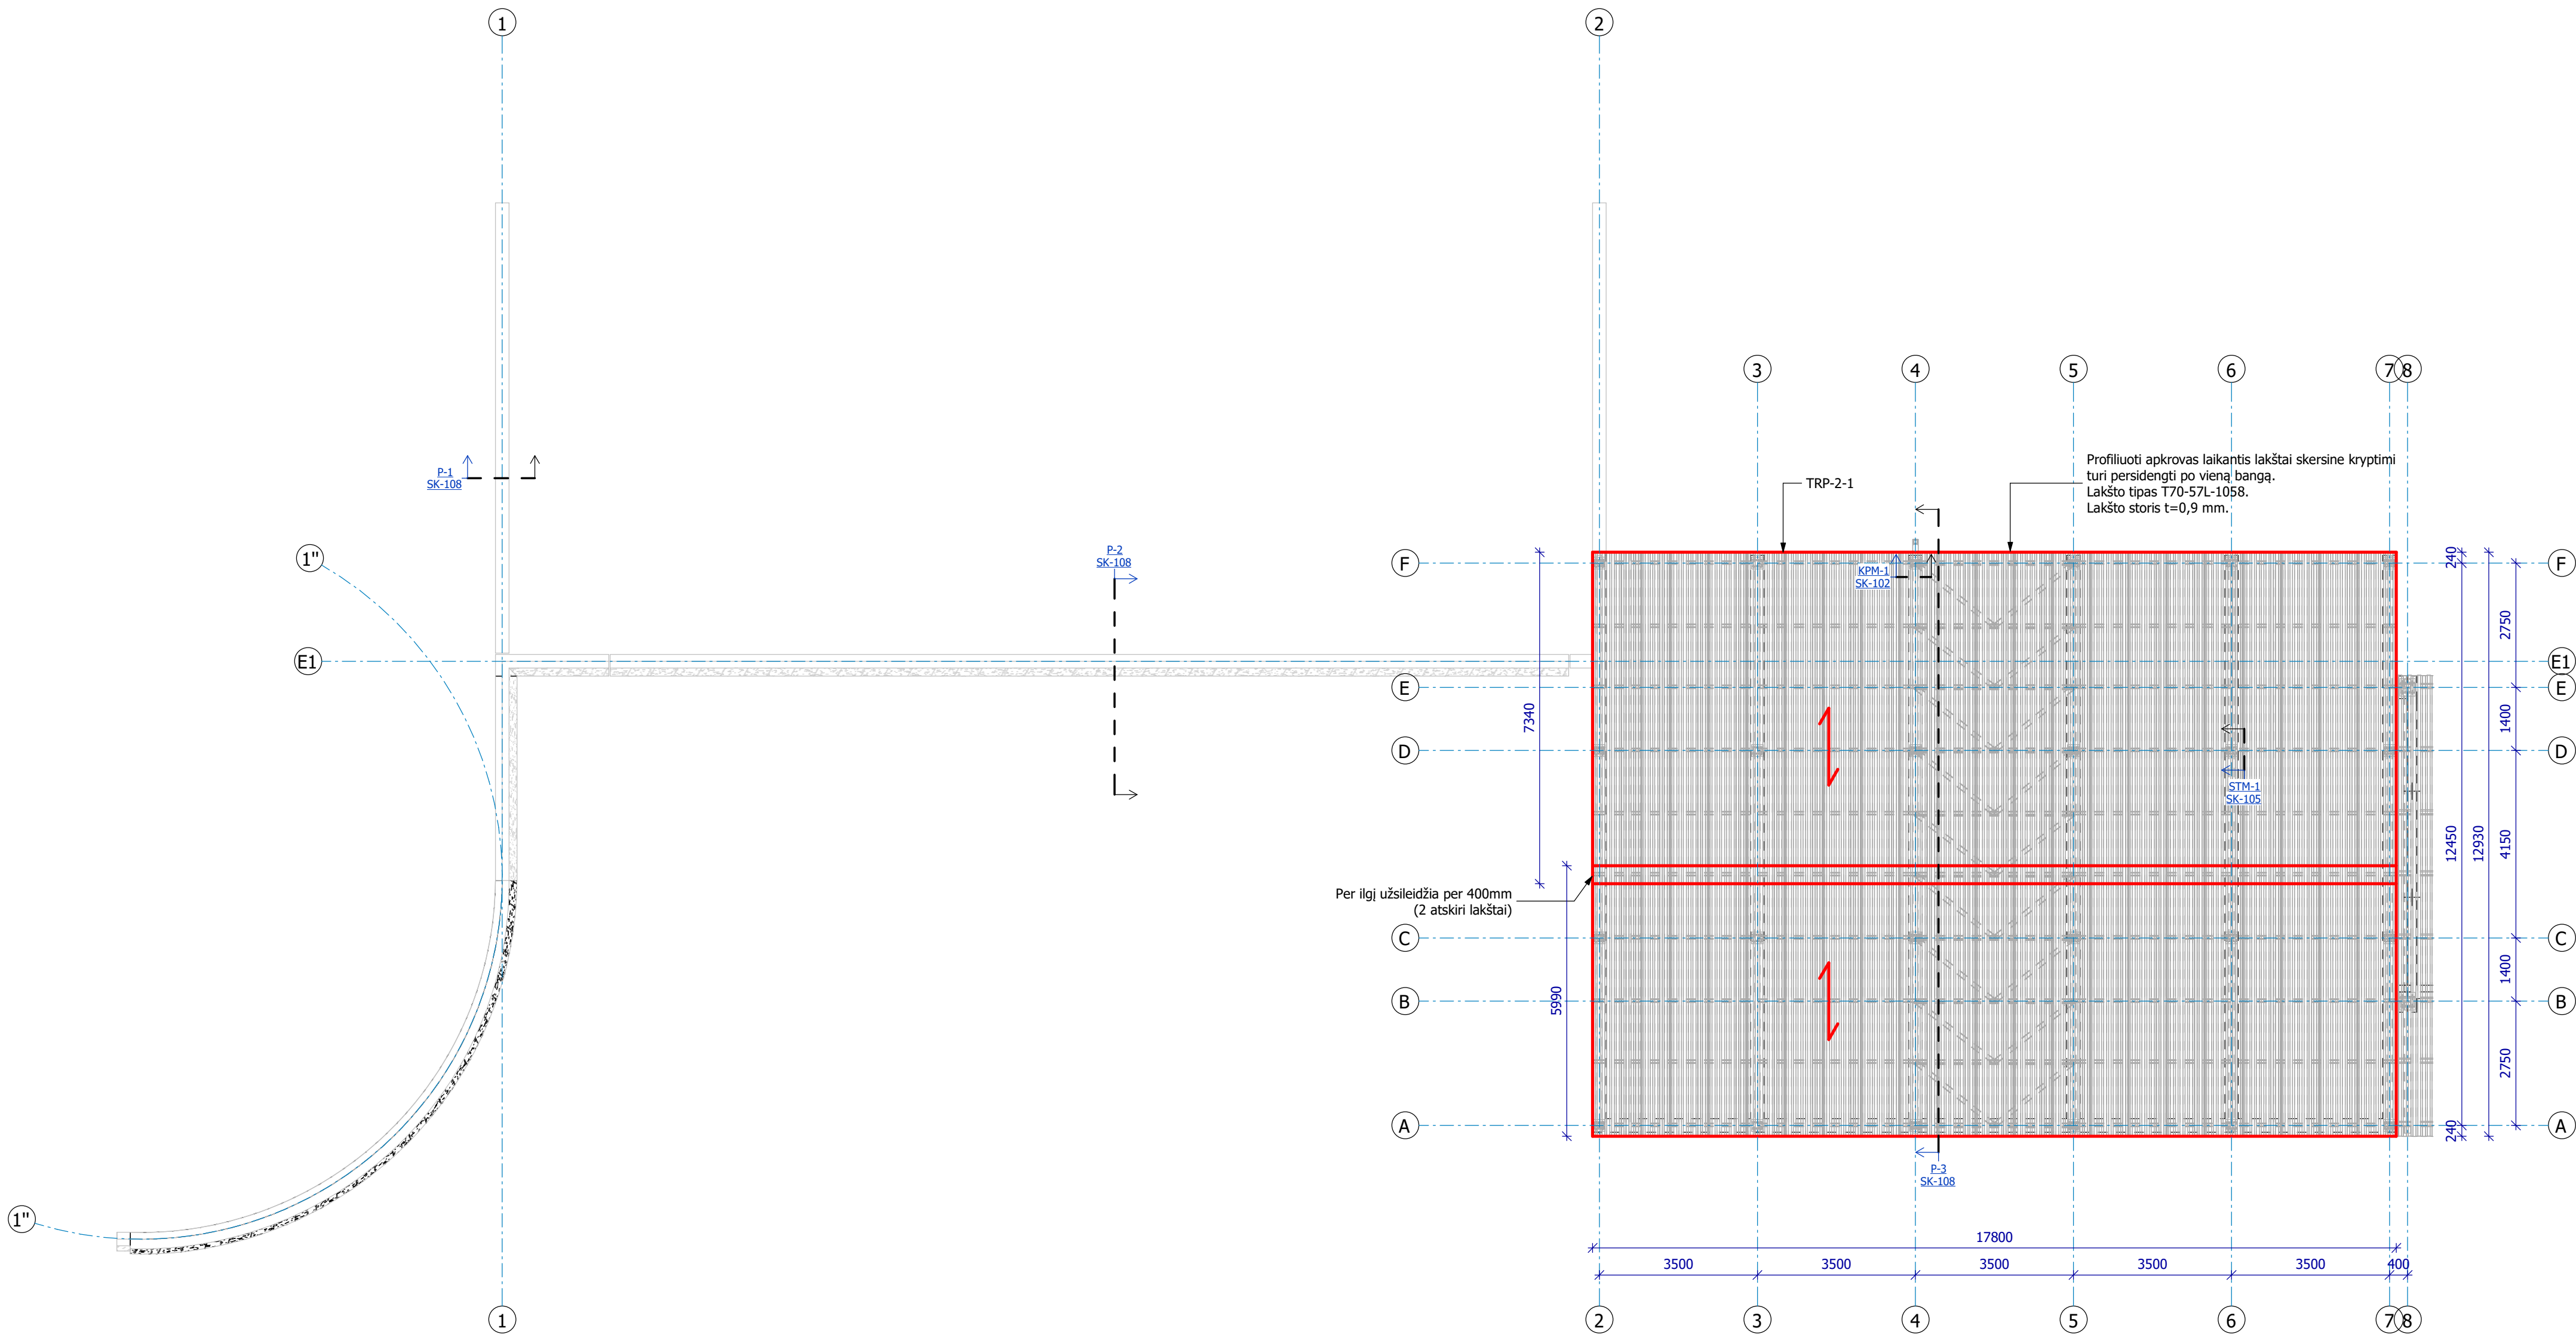 1
2
3
4
5
6
7
8
P-1
SK-108
1"
P-2
SK-108
TRP-2-1
Profiliuoti apkrovas laikantis lakštai skersine kryptimi
turi persidengti po vieną bangą.
Lakšto tipas T70-57L-1058.
Lakšto storis t=0,9 mm.
KPM-1
SK-102
F
240
F
2750
E1
E1
E
E
7340
1400
D
D
STM-1
SK-105
12450
12930
4150
Per ilgį užsileidžia per 400mm
(2 atskiri lakštai)
C
C
5990
1400
B
B
2750
A
240
A
P-3
SK-108
1"
17800
3500
3500
3500
3500
3500
400
1
2
3
4
5
6
7
8